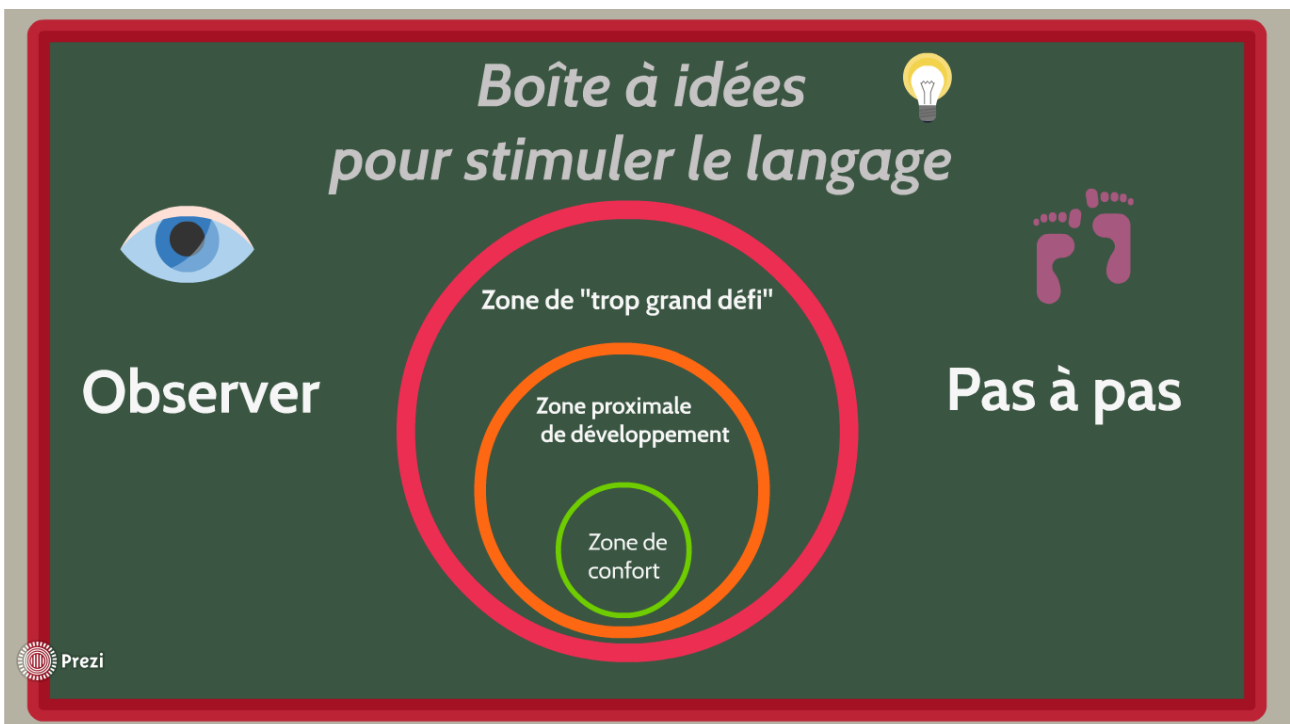 Boîte à idées
pour stimuler le langage
Observer
Zone de "trop grand défi"
Zone proximale
de développement
Zone de
confort
Pas à pas
Prezi